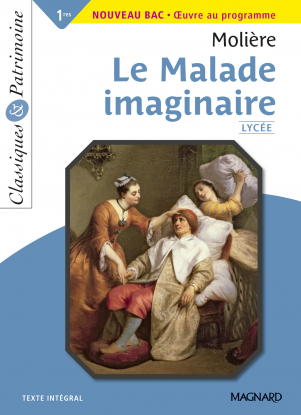 1res
NOUVEAU BAC • Œuvre au programme
Classiques & Patrimoine
Molière
Le Malade
imaginaire
LYCÉE
TEXTE INTÉGRAL
MAGNARD